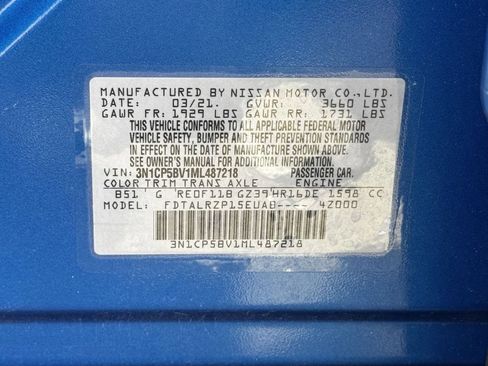 MANUFACTURED BY NISSAN MOTOR CO., LTD.
DATE: 03/21. GVWR: 3660 LBS
GAWR FR: 1929 LBS GAWR RR: 1731 LBS
THIS VEHICLE CONFORMS TO ALL APPLICABLE FEDERAL MOTOR
VEHICLE SAFETY, BUMPER AND THEFT PREVENTION STANDARDS
IN EFFECT ON THE DATE OF MANUFACTURE SHOWN ABOVE.
SEE OWNER'S MANUAL FOR ADDITIONAL INFORMATION.
VIN: 3N1CP5BV1ML487218 PASSENGER CAR.
COLOR TRIM TRANS AXLE ENGINE
B51 G RE0F11B GZ39 HR16DE 1598 CC
MODEL: FDTALRZP15EUAB---- 42000
3N1CP5BV1ML487218